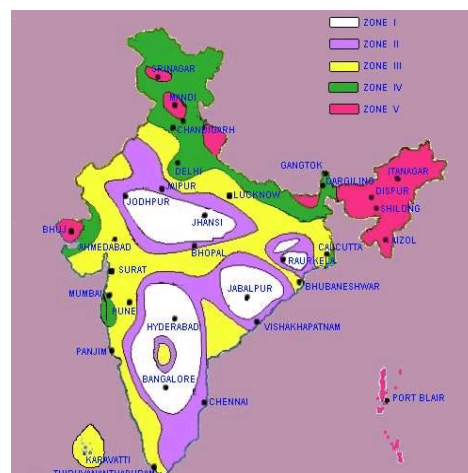 ZONE I
ZONE II
ZONE III
ZONE IV
ZONE V
SRINAGAR
MANDI
CHANDIGARH
DELHI
GANGTOK
DARGILING
ITANAGAR
DISPUR
SHILONG
AIZOL
JAIPUR
LUCKNOW
JODHPUR
JHANSI
BHUJ
AHMEDABAD
BHOPAL
CALCUTTA
RAURKELA
SURAT
BHUBANESHWAR
JABALPUR
MUMBAI
PUNE
HYDERABAD
VISHAKHAPATNAM
PANJIM
BANGALORE
CHENNAI
PORT BLAIR
KARAVATTI